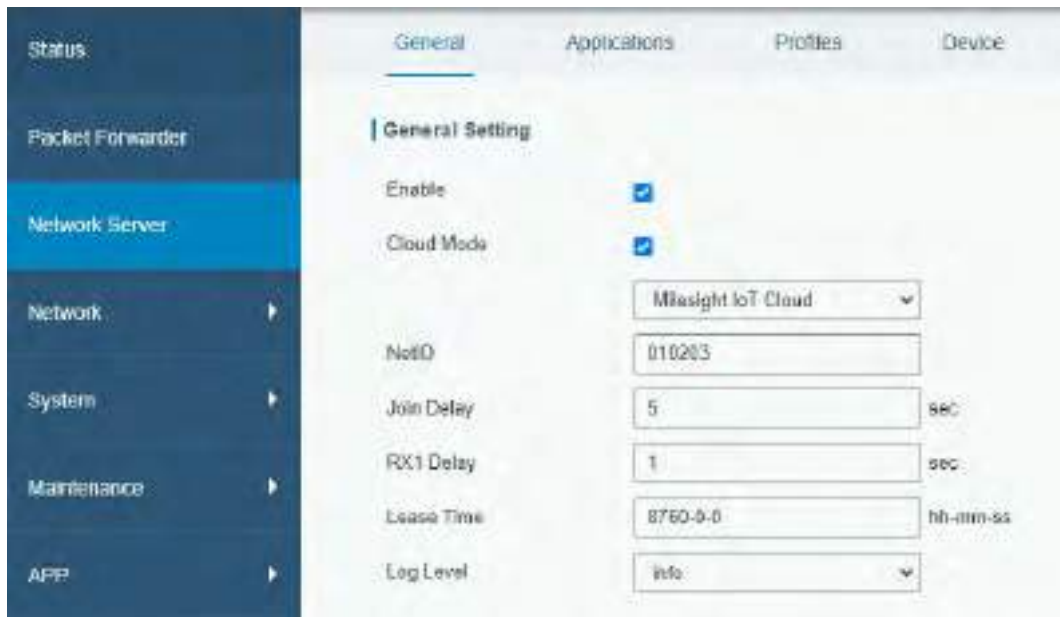 Status
Packet Forwarder
Network Server
Network
System
Maintenance
APP
General Applications Profiles Device
General Setting
Enable
Cloud Mode
Milesight IoT Cloud
NetID 010203
Join Delay 5 sec
RX1 Delay 1 sec
Lease Time 8760-0-0 hh-mm-ss
Log Level info